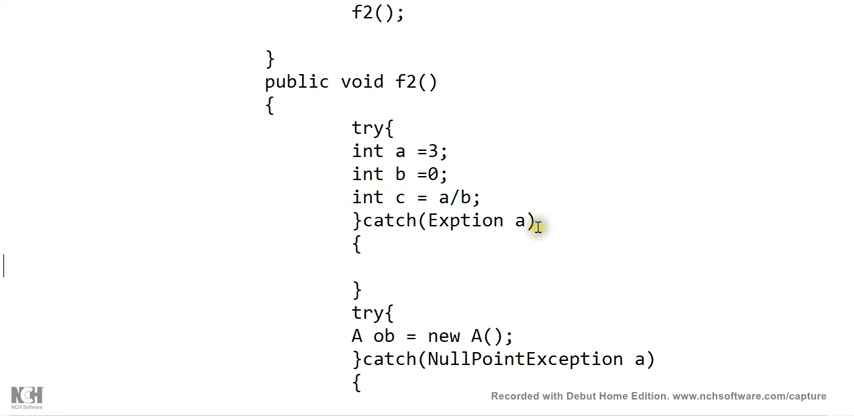 f2();
}
public void f2()
{
try{
int a =3;
int b =0;
int c = a/b;
}catch(Exption a)
{
}
try{
A ob = new A();
}catch(NullPointException a)
{
NCH
NCH Software
Recorded with Debut Home Edition. www.nchsoftware.com/capture